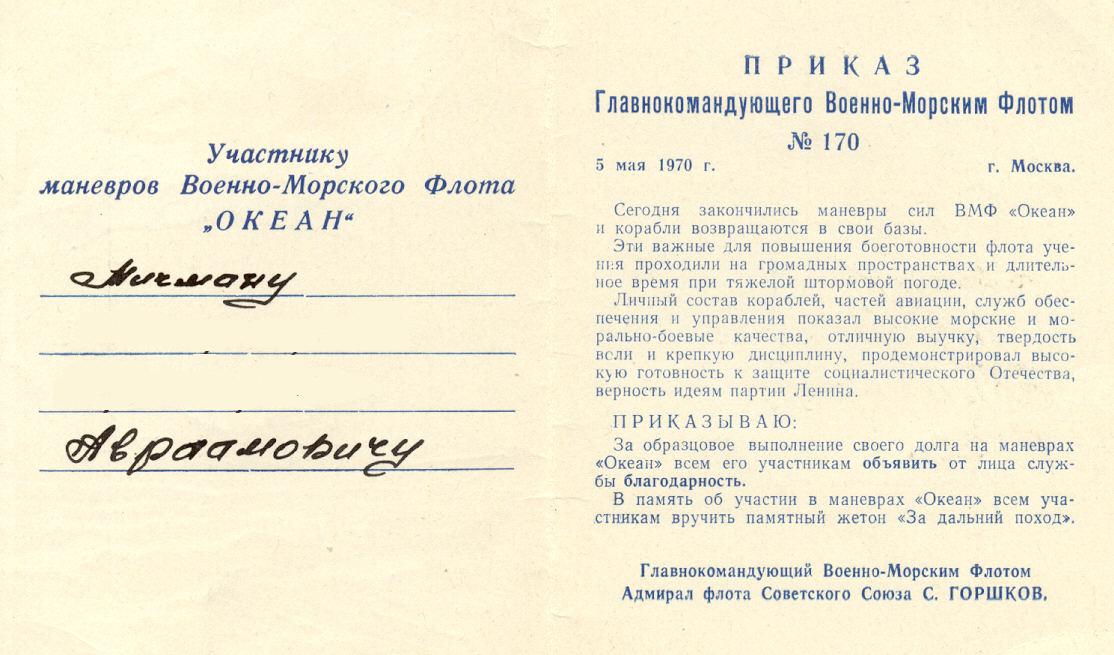 Участнику
маневров Военно-Морского Флота
„ОКЕАН“
Мичману
Авраамовичу
ПРИКАЗ
Главнокомандующего Военно-Морским Флотом
№ 170
5 мая 1970 г. г. Москва.
Сегодня закончились маневры сил ВМФ «Океан»
и корабли возвращаются в свои базы.
Эти важные для повышения боеготовности флота уче-
ния проходили на громадных пространствах и длитель-
ное время при тяжелой штормовой погоде.
Личный состав кораблей, частей авиации, служб обес-
печения и управления показал высокие морские и мо-
рально-боевые качества, отличную выучку, твердость
воли и крепкую дисциплину, продемонстрировал высо-
кую готовность к защите социалистического Отечества,
верность идеям партии Ленина.
ПРИКАЗЫВАЮ:
За образцовое выполнение своего долга на маневрах
«Океан» всем его участникам объявить от лица служ-
бы благодарность.
В память об участии в маневрах «Океан» всем уча-
стникам вручить памятный жетон «За дальний поход».
Главнокомандующий Военно-Морским Флотом
Адмирал флота Советского Союза С. ГОРШКОВ.